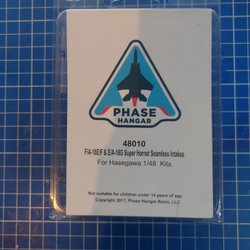 PHASE
HANGAR
48010
F/A-18E/F & E/A-18G Super Hornet Seamless Intakes
For Hasegawa 1/48 Kits
Not suitable for children under 14 years of age
Copyright 2017. Phase Hangar Resin, LLC